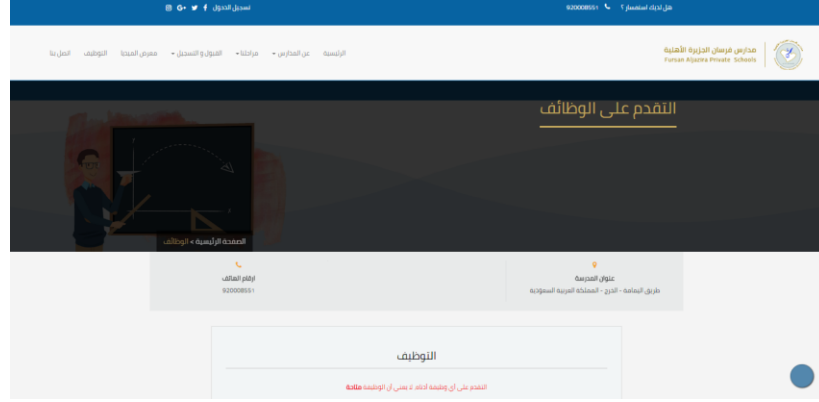 هل لديك استفسار ؟ 920008551
تسجيل الدخول
مدارس فرسان الجزيرة الأهلية
Fursan Aljazira Private Schools
الرئيسية عن المدارس مراحلنا القبول و التسجيل معرض الميديا التوظيف اتصل بنا
التقدم على الوظائف
الصفحة الرئيسية > الوظائف
عنوان المدرسة
طريق اليمامة - الخرج - المملكة العربية السعودية
ارقام الهاتف
920008551
التوظيف
التقدم على أي وظيفة أدناه، لا يعني أن الوظيفة متاحة